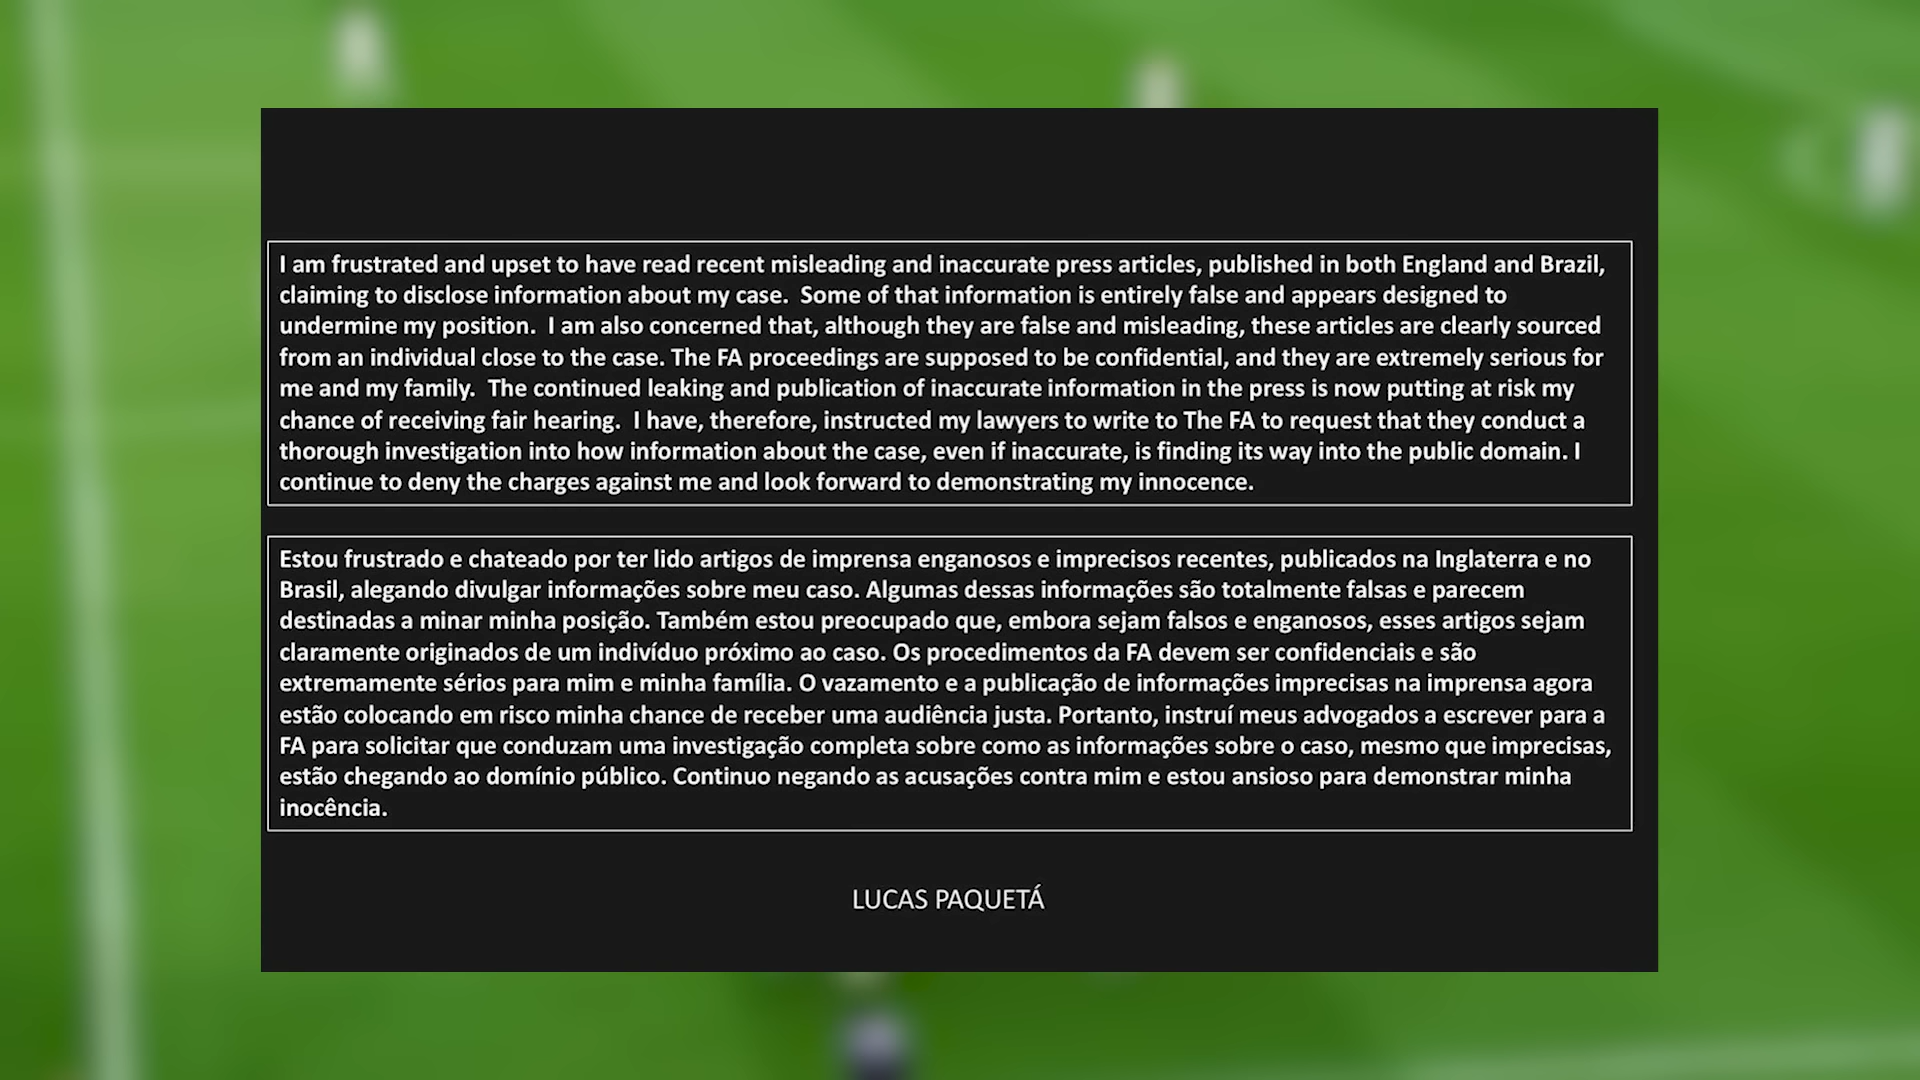 I am frustrated and upset to have read recent misleading and inaccurate press articles, published in both England and Brazil,
claiming to disclose information about my case.  Some of that information is entirely false and appears designed to
undermine my position.  I am also concerned that, although they are false and misleading, these articles are clearly sourced
from an individual close to the case. The FA proceedings are supposed to be confidential, and they are extremely serious for
me and my family.  The continued leaking and publication of inaccurate information in the press is now putting at risk my
chance of receiving fair hearing.  I have, therefore, instructed my lawyers to write to The FA to request that they conduct a
thorough investigation into how information about the case, even if inaccurate, is finding its way into the public domain. I
continue to deny the charges against me and look forward to demonstrating my innocence.
Estou frustrado e chateado por ter lido artigos de imprensa enganosos e imprecisos recentes, publicados na Inglaterra e no
Brasil, alegando divulgar informações sobre meu caso. Algumas dessas informações são totalmente falsas e parecem
destinadas a minar minha posição. Também estou preocupado que, embora sejam falsos e enganosos, esses artigos sejam
claramente originados de um indivíduo próximo ao caso. Os procedimentos da FA devem ser confidenciais e são
extremamente sérios para mim e minha família. O vazamento e a publicação de informações imprecisas na imprensa agora
estão colocando em risco minha chance de receber uma audiência justa. Portanto, instruí meus advogados a escrever para a
FA para solicitar que conduzam uma investigação completa sobre como as informações sobre o caso, mesmo que imprecisas,
estão chegando ao domínio público. Continuo negando as acusações contra mim e estou ansioso para demonstrar minha
inocência.
LUCAS PAQUETÁ